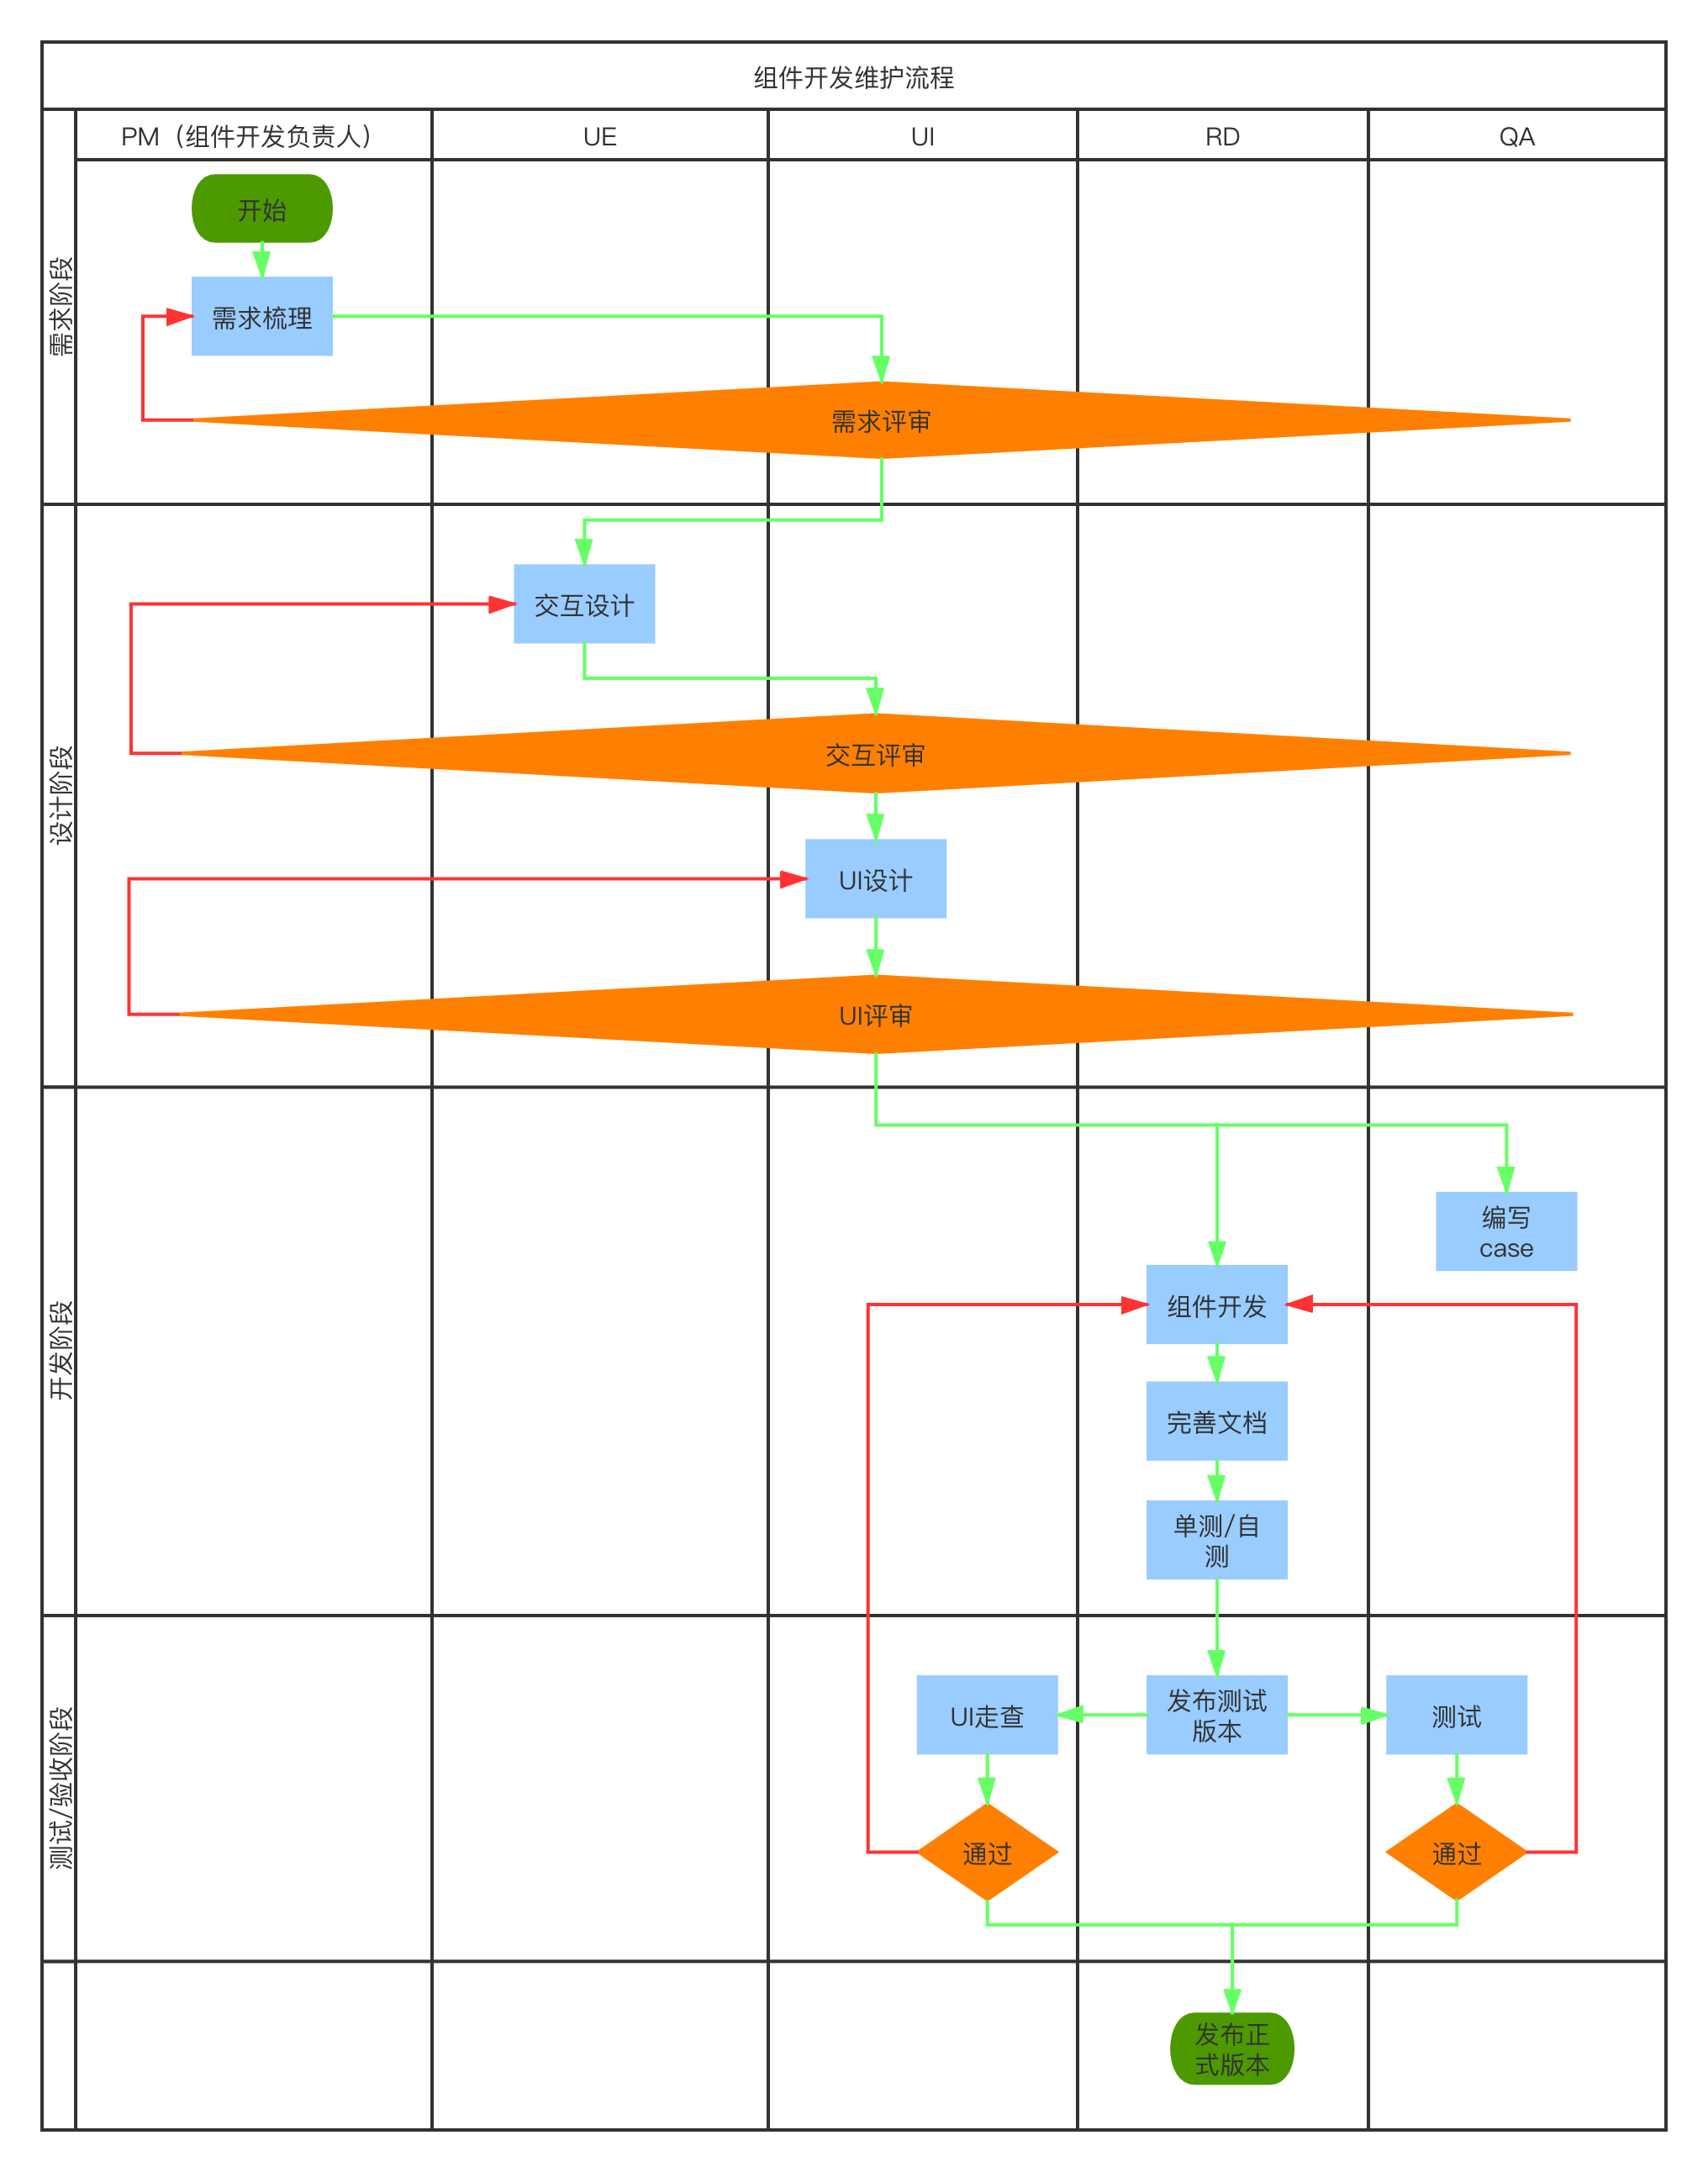 组件开发维护流程
PM（组件开发负责人）
UE
UI
RD
QA
需求阶段
开始
需求梳理
需求评审
设计阶段
交互设计
交互评审
UI设计
UI评审
开发阶段
编写
case
组件开发
完善文档
单测/自
测
测试/验收阶段
UI走查
发布测试
版本
测试
通过
通过
发布正
式版本